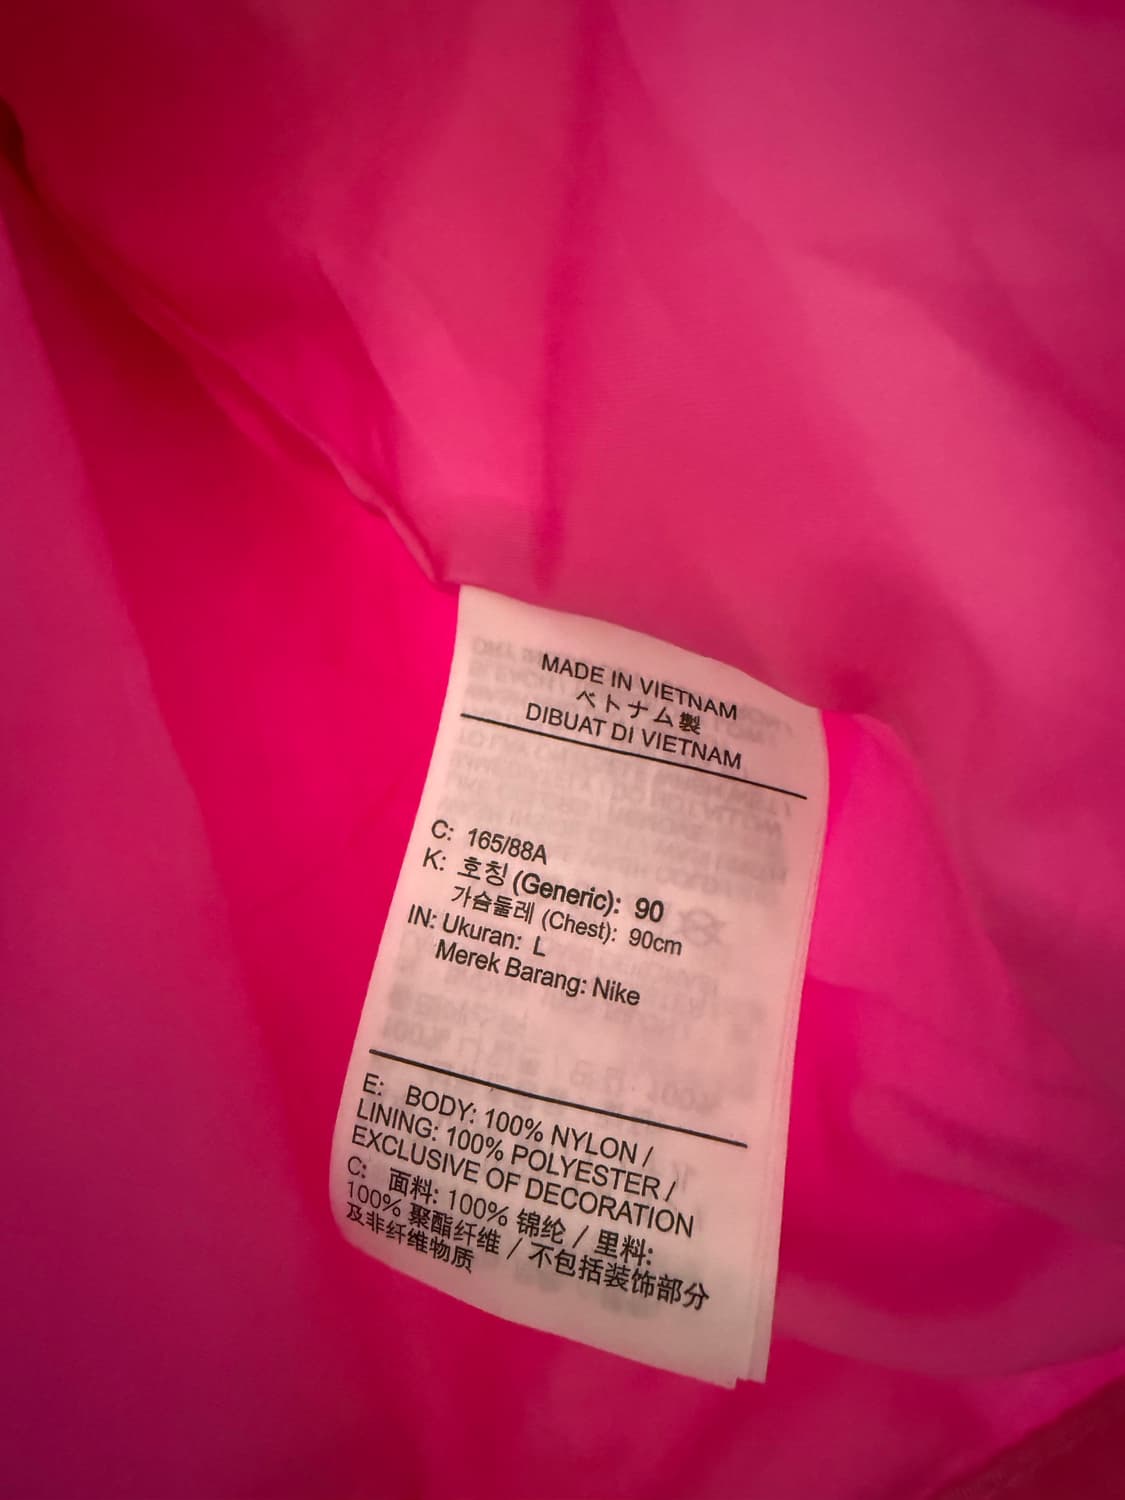 MADE IN VIETNAM
ベトナム製
DIBUAT DI VIETNAM
C: 165/88A
K: 호칭 (Generic): 90
가슴둘레 (Chest): 90cm
IN: Ukuran: L
Merek Barang: Nike
E: BODY: 100% NYLON /
LINING: 100% POLYESTER /
EXCLUSIVE OF DECORATION
C: 面料: 100% 锦纶 / 里料:
100% 聚酯纤维 / 不包括装饰部分
及非纤维物质